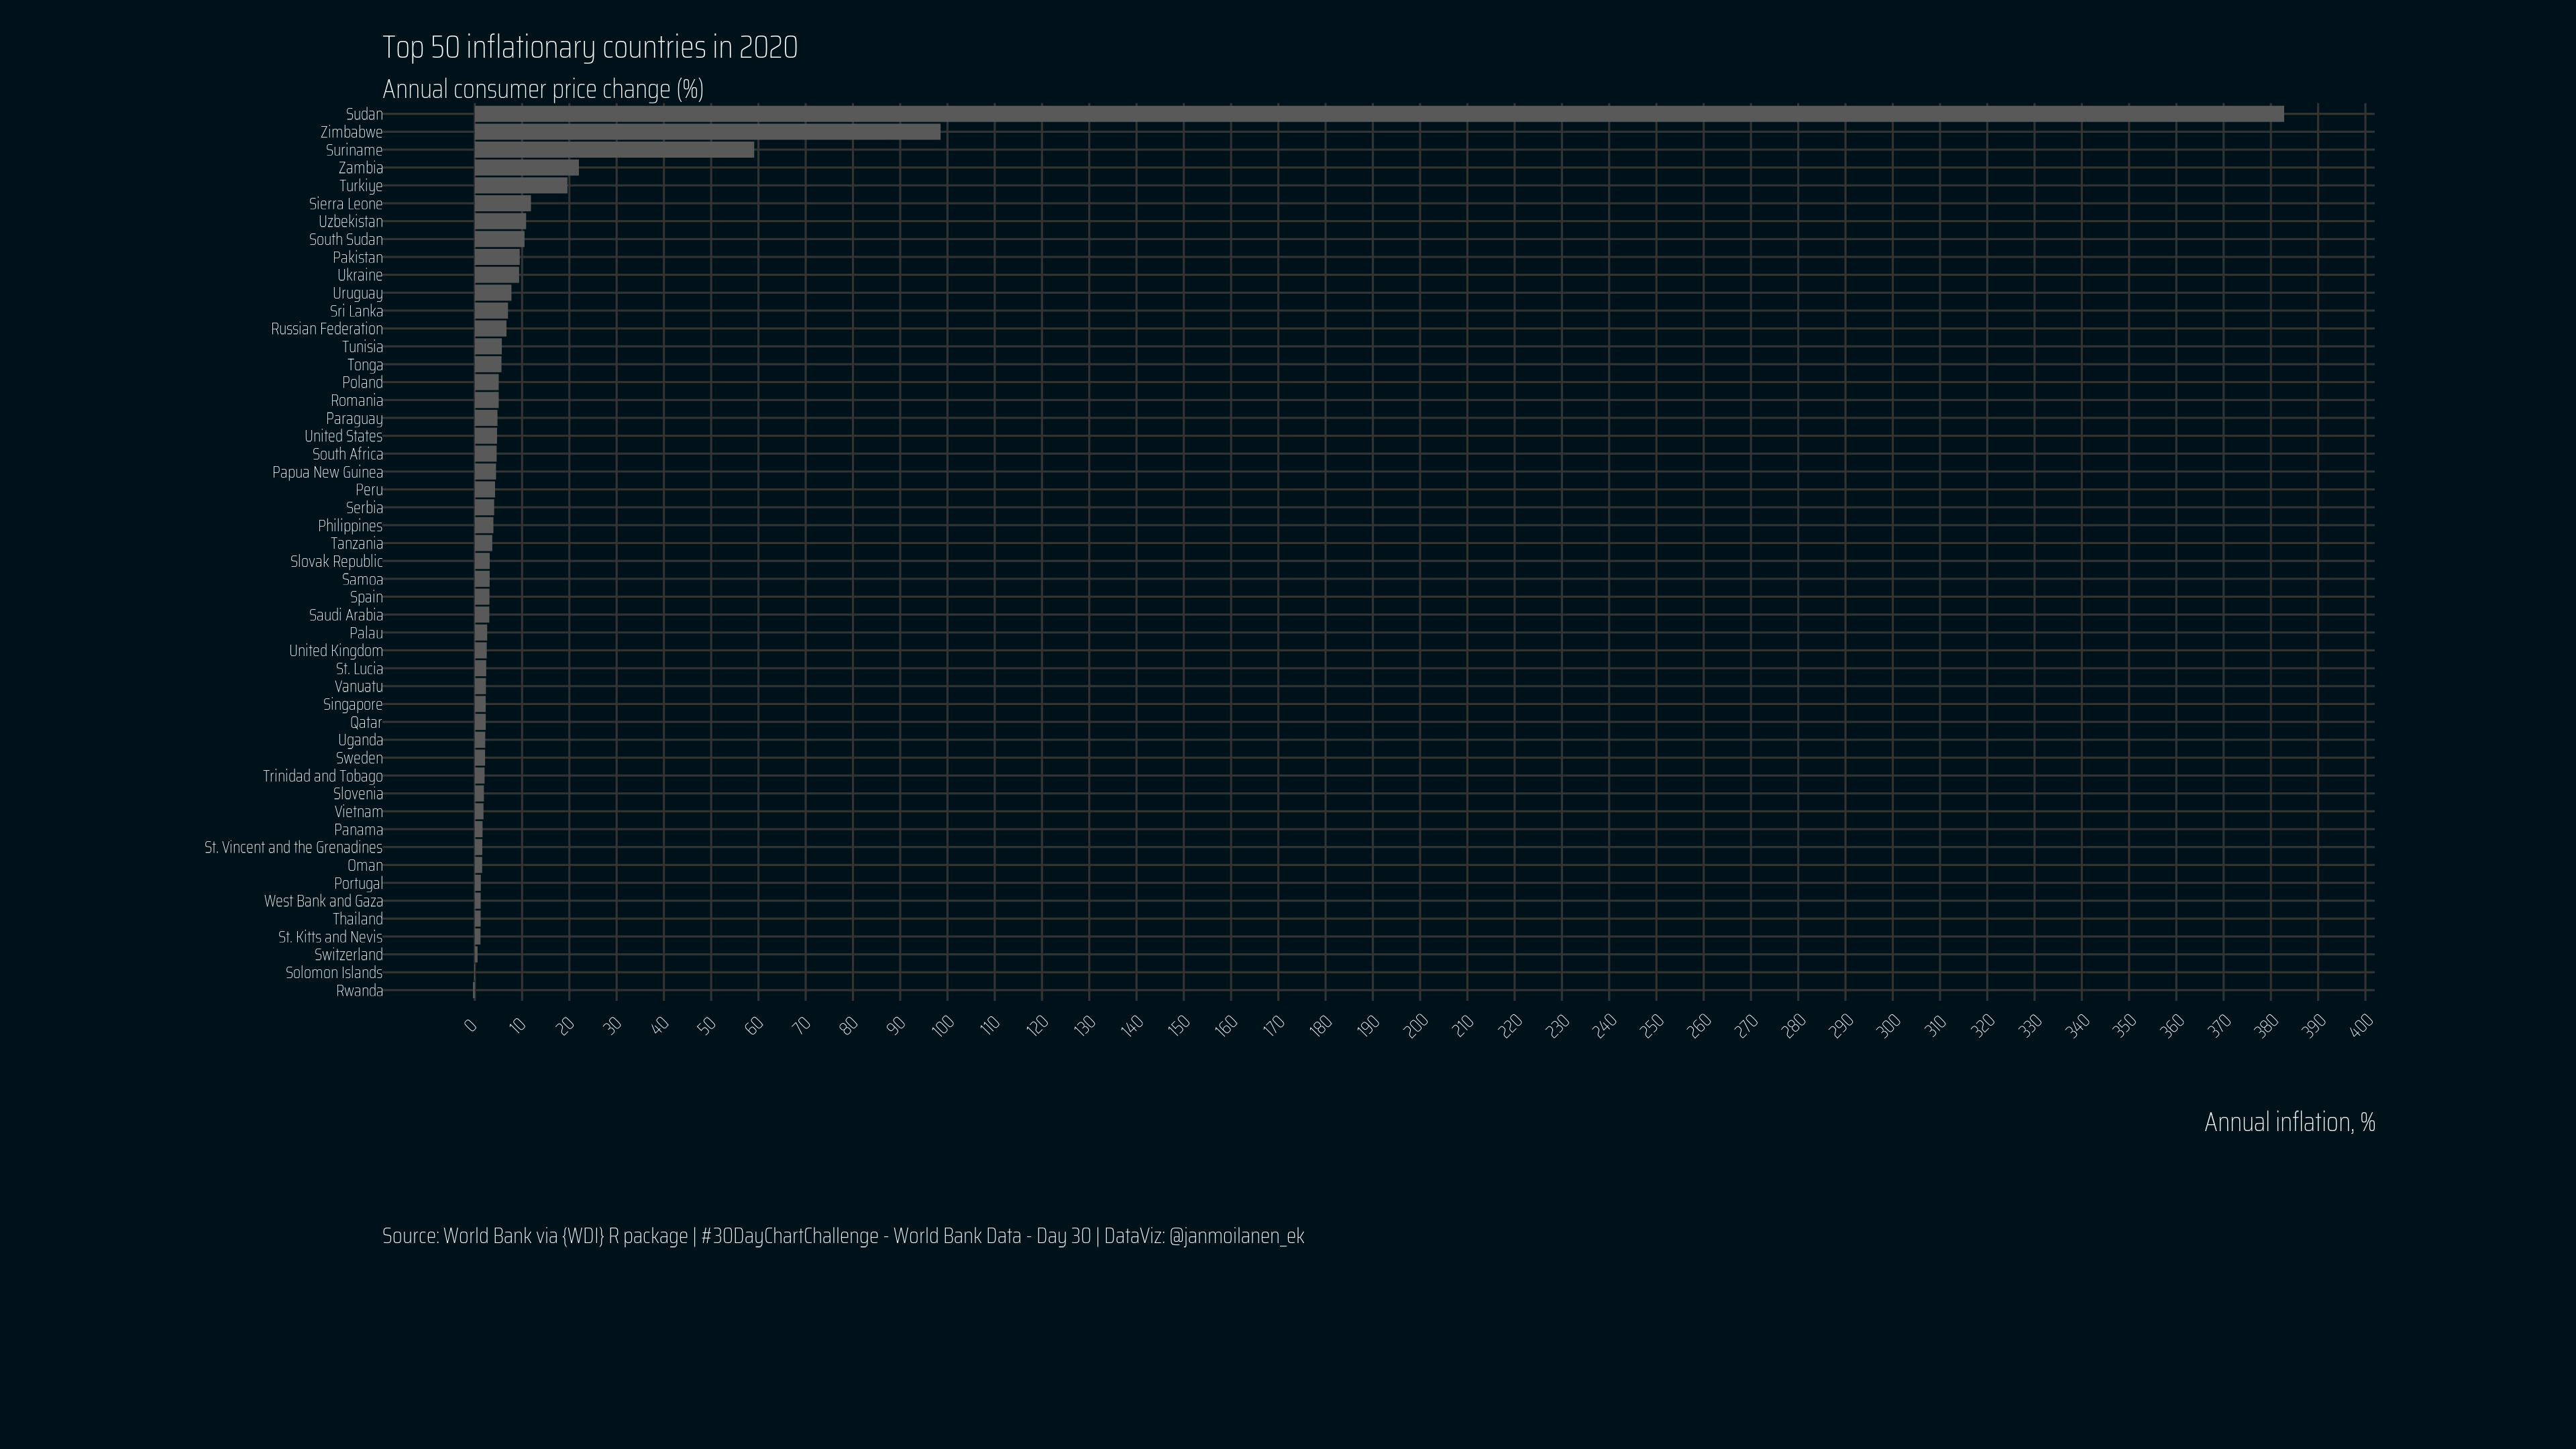 Top 50 inflationary countries in 2020
Annual consumer price change (%)
Sudan
Zimbabwe
Suriname
Zambia
Turkiye
Sierra Leone
Uzbekistan
South Sudan
Pakistan
Ukraine
Uruguay
Sri Lanka
Russian Federation
Tunisia
Tonga
Poland
Romania
Paraguay
United States
South Africa
Papua New Guinea
Peru
Serbia
Philippines
Tanzania
Slovak Republic
Samoa
Spain
Saudi Arabia
Palau
United Kingdom
St. Lucia
Vanuatu
Singapore
Qatar
Uganda
Sweden
Trinidad and Tobago
Slovenia
Vietnam
Panama
St. Vincent and the Grenadines
Oman
Portugal
West Bank and Gaza
Thailand
St. Kitts and Nevis
Switzerland
Solomon Islands
Rwanda
0 10 20 30 40 50 60 70 80 90 100 110 120 130 140 150 160 170 180 190 200 210 220 230 240 250 260 270 280 290 300 310 320 330 340 350 360 370 380 390 400
Annual inflation, %
Source: World Bank via {WDI} R package | #30DayChartChallenge - World Bank Data - Day 30 | DataViz: @janmoilanen_ek